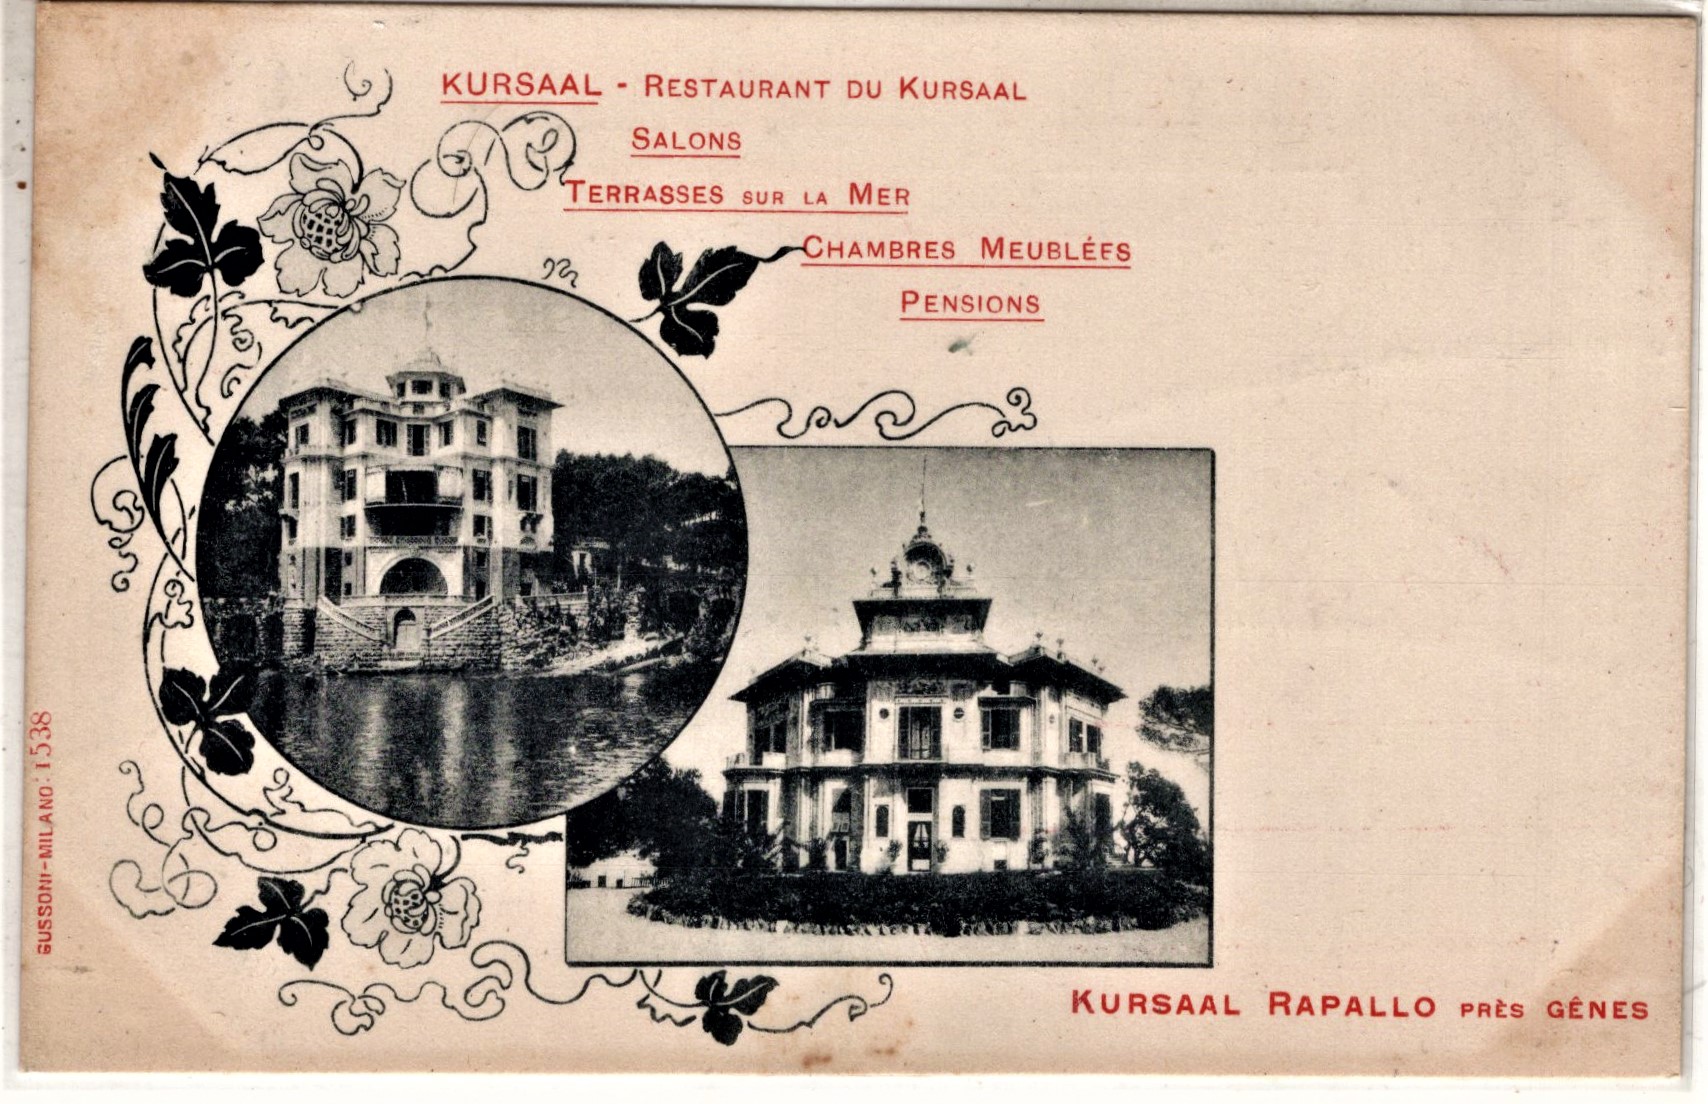 KURSAAL - RESTAURANT DU KURSAAL
SALONS
TERRASSES SUR LA MER
CHAMBRES MEUBLÉES
PENSIONS
GUSSONI-MILANO: 1538
KURSAAL RAPALLO PRÈS GÊNES